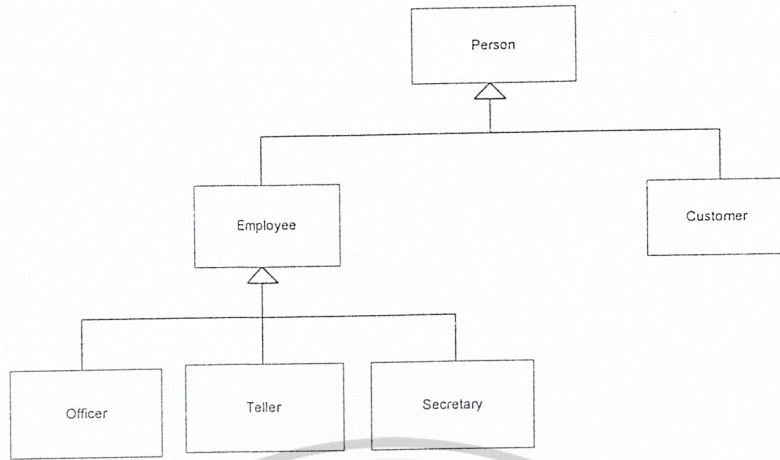 Person
Employee
Customer
Officer
Teller
Secretary